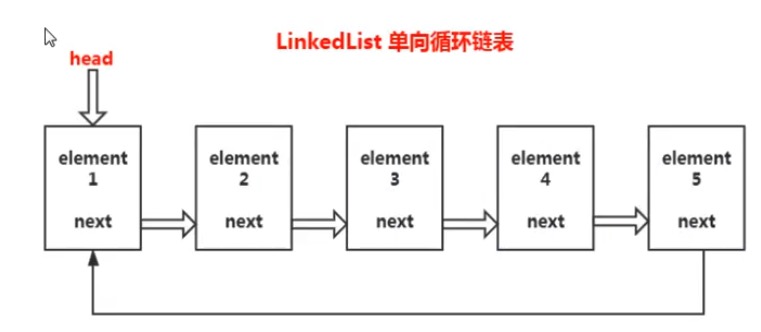 LinkedList 单向循环链表
head
element
1
next
element
2
next
element
3
next
element
4
next
element
5
next